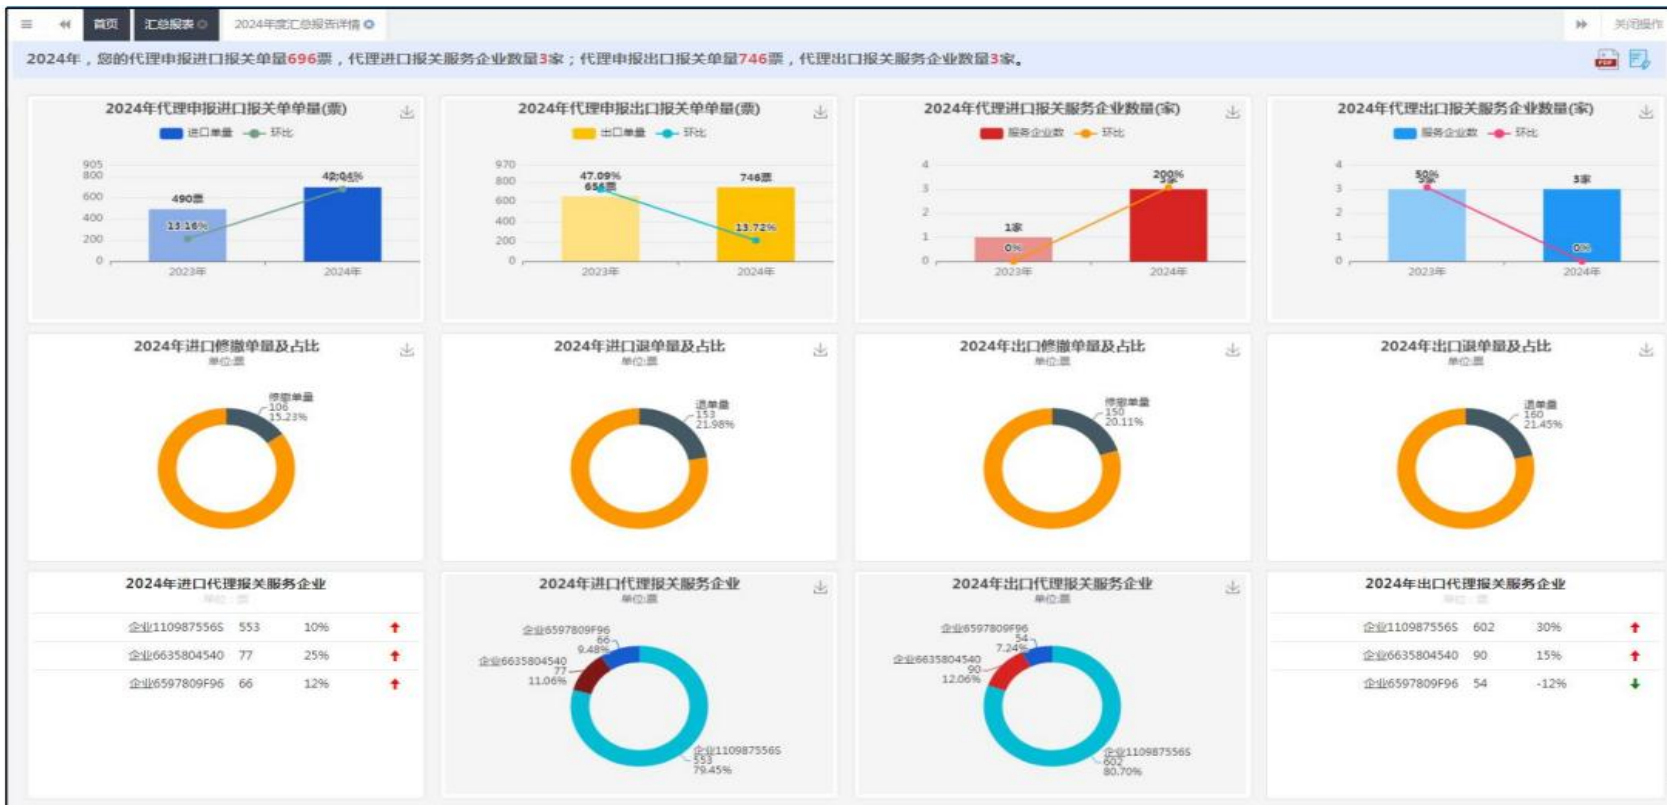 首页 汇总报表 2024年度汇总报告详情 关闭操作
2024年，您的代理申报进口报关单量696票，代理进口报关服务企业数量3家；代理申报出口报关单量746票，代理出口报关服务企业数量3家。
PDF
2024年代理申报进口报关单单量(票)
进口单量 环比
905
800
600
400
200
0
490票
13.16%
42.04%
2023年 2024年
2024年代理申报出口报关单单量(票)
出口单量 环比
970
800
600
400
200
0
47.09%
746票
13.72%
2023年 2024年
2024年代理进口报关服务企业数量(家)
服务企业数 环比
4
3
2
1
0
1家
0%
200%
3家
2023年 2024年
2024年代理出口报关服务企业数量(家)
服务企业数 环比
4
3
2
1
0
50%
3家
3家
0%
2023年 2024年
2024年进口修撤单量及占比
单位:票
修撤单量
106
15.23%
2024年进口退单量及占比
单位:票
退单量
153
21.98%
2024年出口修撤单量及占比
单位:票
修撤单量
150
20.11%
2024年出口退单量及占比
单位:票
退单量
160
21.45%
2024年进口代理报关服务企业
单位：票
企业110987556S 553 10%
企业6635804540 77 25%
企业6597809F96 66 12%
2024年进口代理报关服务企业
单位:票
企业6597809F96
66
9.48%
企业6635804540
77
11.06%
企业110987556S
553
79.45%
2024年出口代理报关服务企业
单位:票
企业6597809F96
54
7.24%
企业6635804540
90
12.06%
企业110987556S
602
80.70%
2024年出口代理报关服务企业
单位：票
企业110987556S 602 30%
企业6635804540 90 15%
企业6597809F96 54 -12%